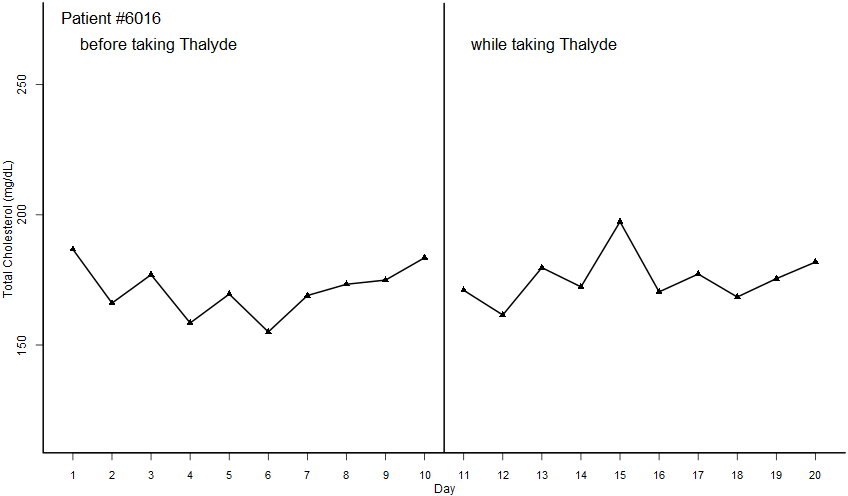 Patient #6016
before taking Thalyde
while taking Thalyde
Total Cholesterol (mg/dL)
250
200
150
1 2 3 4 5 6 7 8 9 10 11 12 13 14 15 16 17 18 19 20
Day